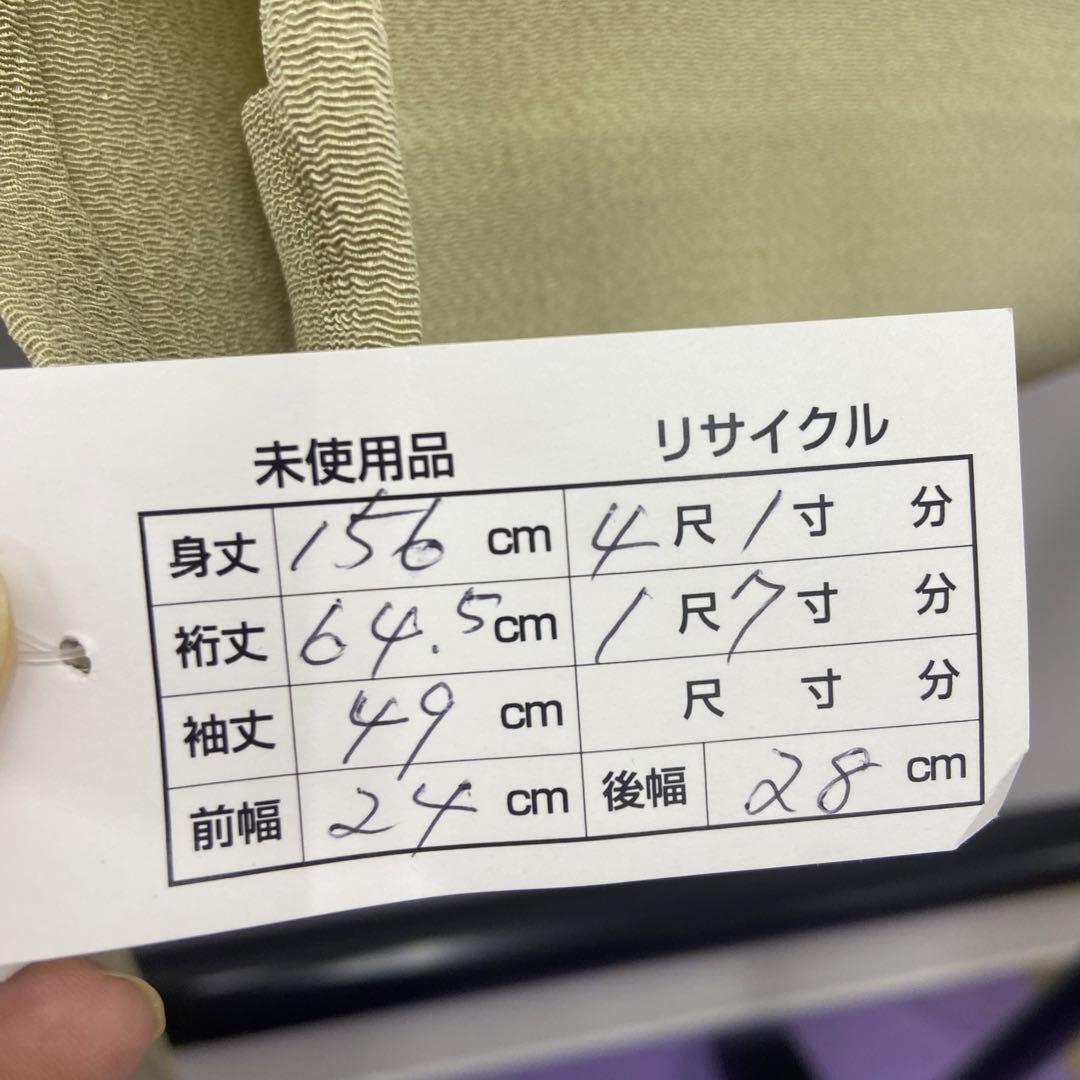 未使用品 リサイクル
身丈 156 cm 4 尺 1 寸 分
裄丈 64.5 cm 1 尺 7 寸 分
袖丈 49 cm 尺 寸 分
前幅 24 cm 後幅 28 cm